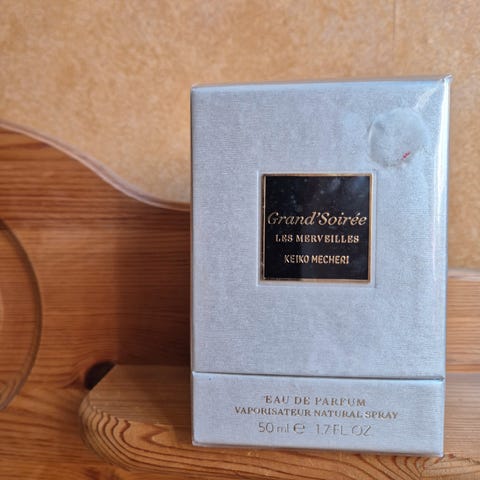 Grand'Soirée
LES MERVEILLES
KEIKO MECHERI
EAU DE PARFUM
VAPORISATEUR NATURAL SPRAY
50 ml ℮ 1.7 FL OZ